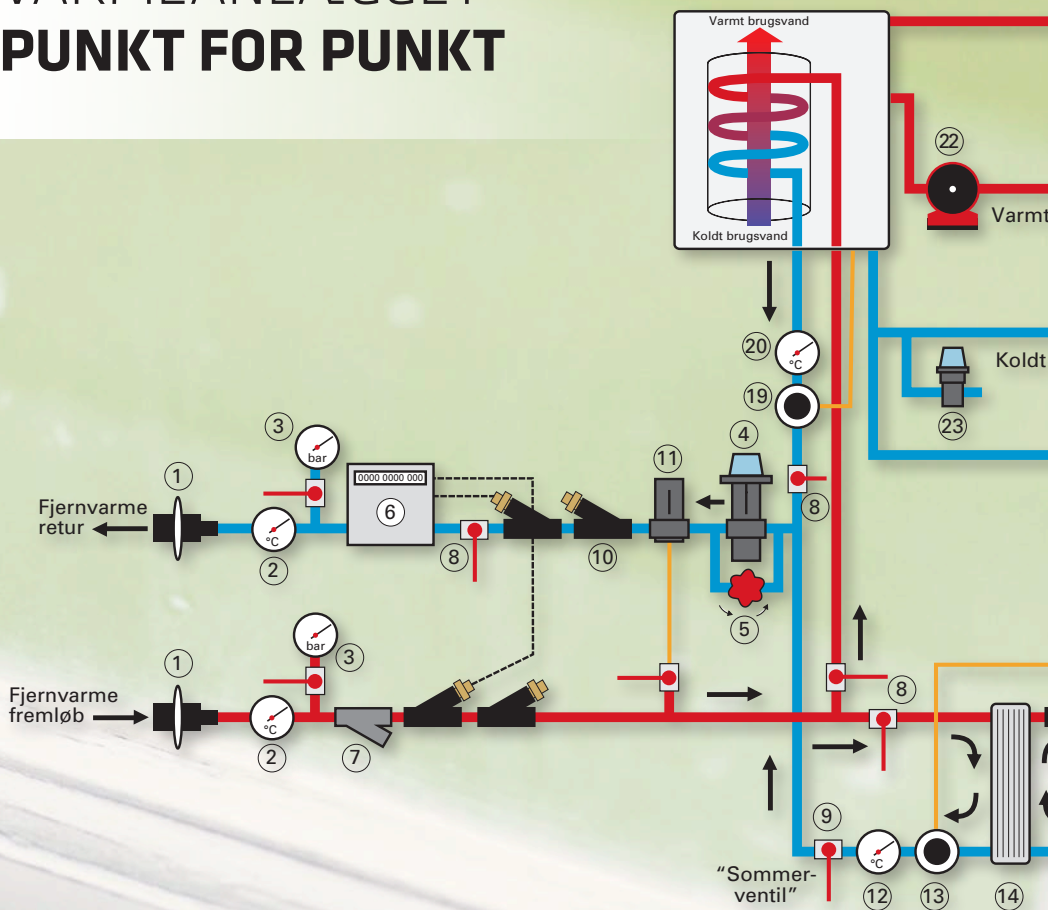 VARMEANLÆGGET
PUNKT FOR PUNKT
Varmt brugsvand
Koldt brugsvand
22
Varmt
20
°C
Koldt
19
23
3
bar
4
11
1
0000 0000 000
6
Fjernvarme
retur
°C
2
8
10
8
5
bar
3
1
Fjernvarme
fremløb
8
°C
2
7
9
"Sommer-
ventil"
°C
12
13
14